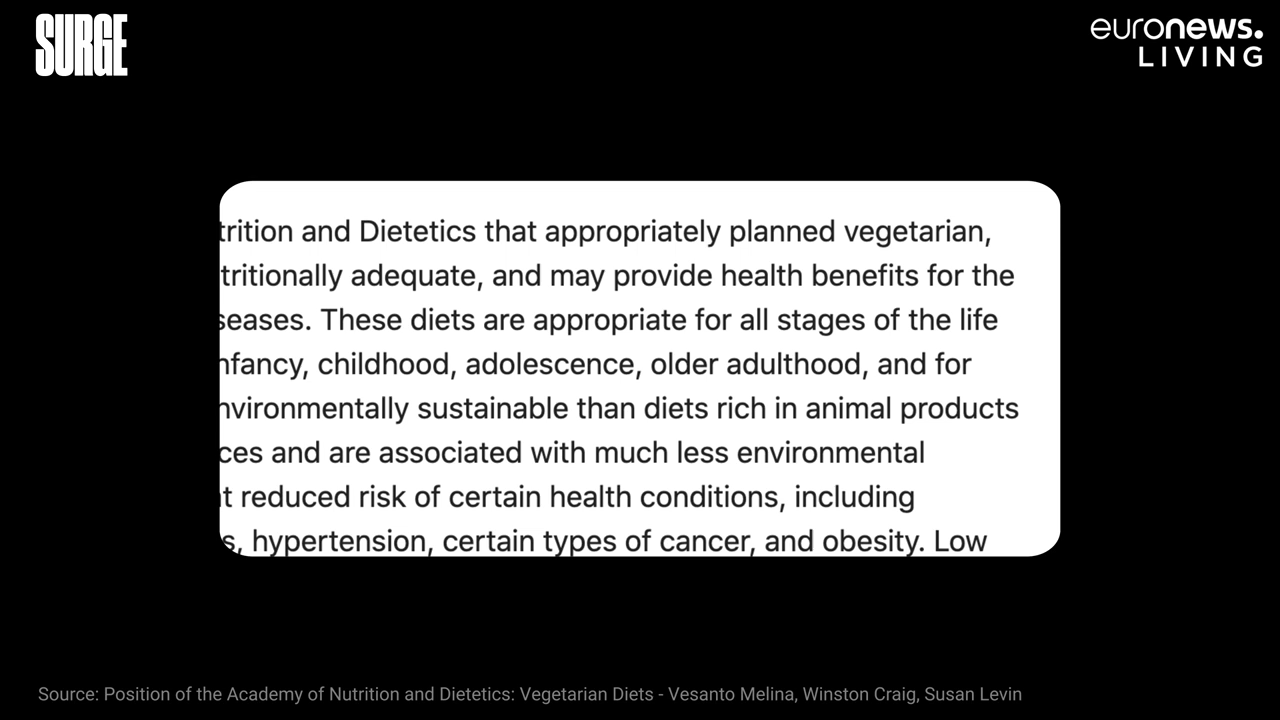 SURGE
euronews.
LIVING
trition and Dietetics that appropriately planned vegetarian,
tritionally adequate, and may provide health benefits for the
seases. These diets are appropriate for all stages of the life
nfancy, childhood, adolescence, older adulthood, and for
nvironmentally sustainable than diets rich in animal products
ces and are associated with much less environmental
at reduced risk of certain health conditions, including
s, hypertension, certain types of cancer, and obesity. Low
Source: Position of the Academy of Nutrition and Dietetics: Vegetarian Diets - Vesanto Melina, Winston Craig, Susan Levin